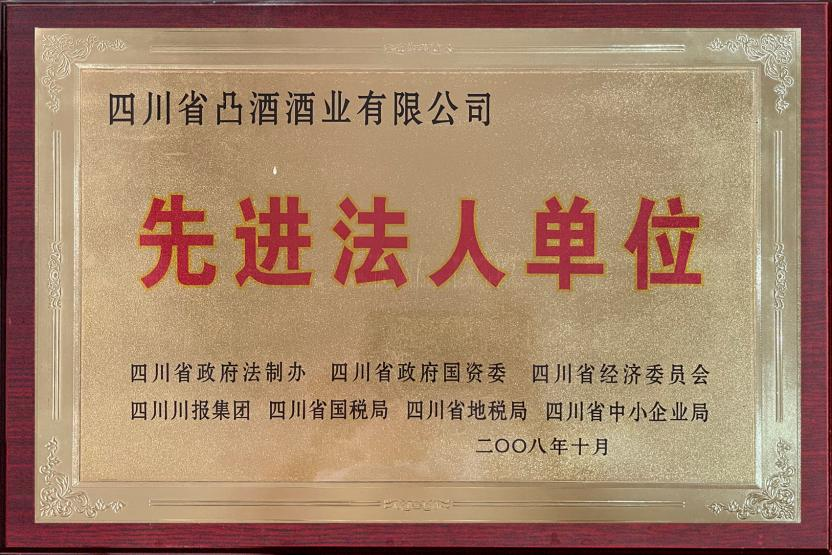 四川省凸酒酒业有限公司
先进法人单位
四川省政府法制办 四川省政府国资委 四川省经济委员会
四川川报集团 四川省国税局 四川省地税局 四川省中小企业局
二〇〇八年十月